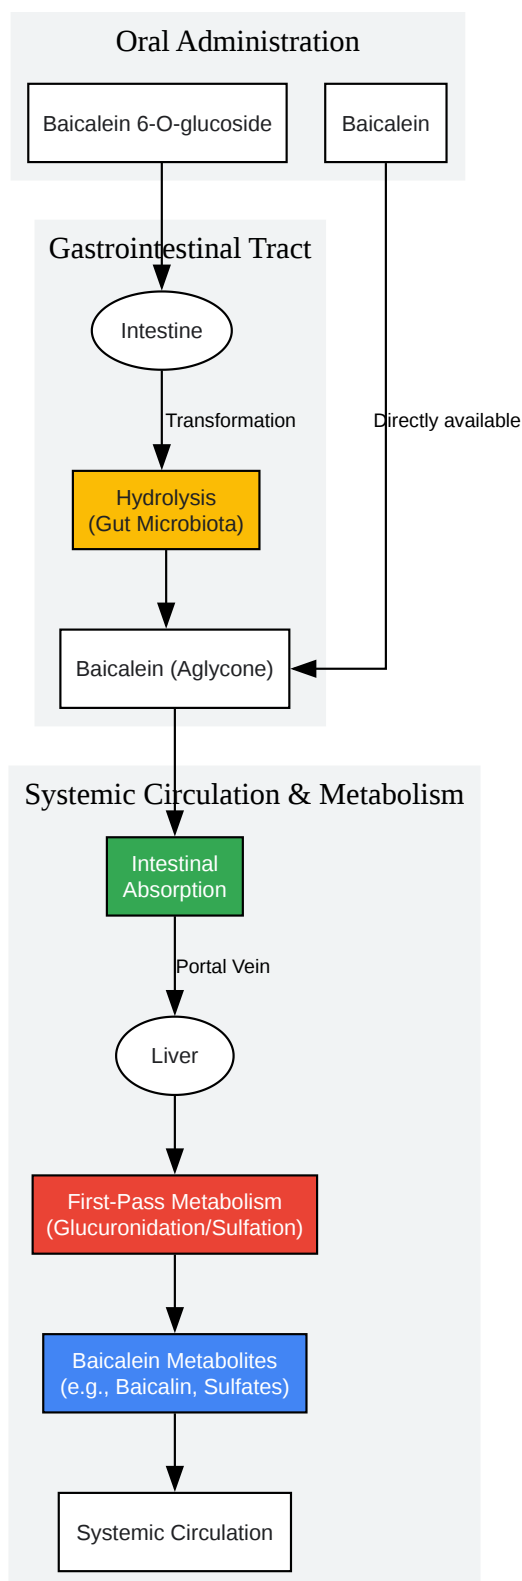 Oral Administration
Baicalein 6-O-glucoside
Baicalein
Gastrointestinal Tract
Intestine
Transformation
Directly available
Hydrolysis
(Gut Microbiota)
Baicalein (Aglycone)
Systemic Circulation & Metabolism
Intestinal
Absorption
Portal Vein
Liver
First-Pass Metabolism
(Glucuronidation/Sulfation)
Baicalein Metabolites
(e.g., Baicalin, Sulfates)
Systemic Circulation